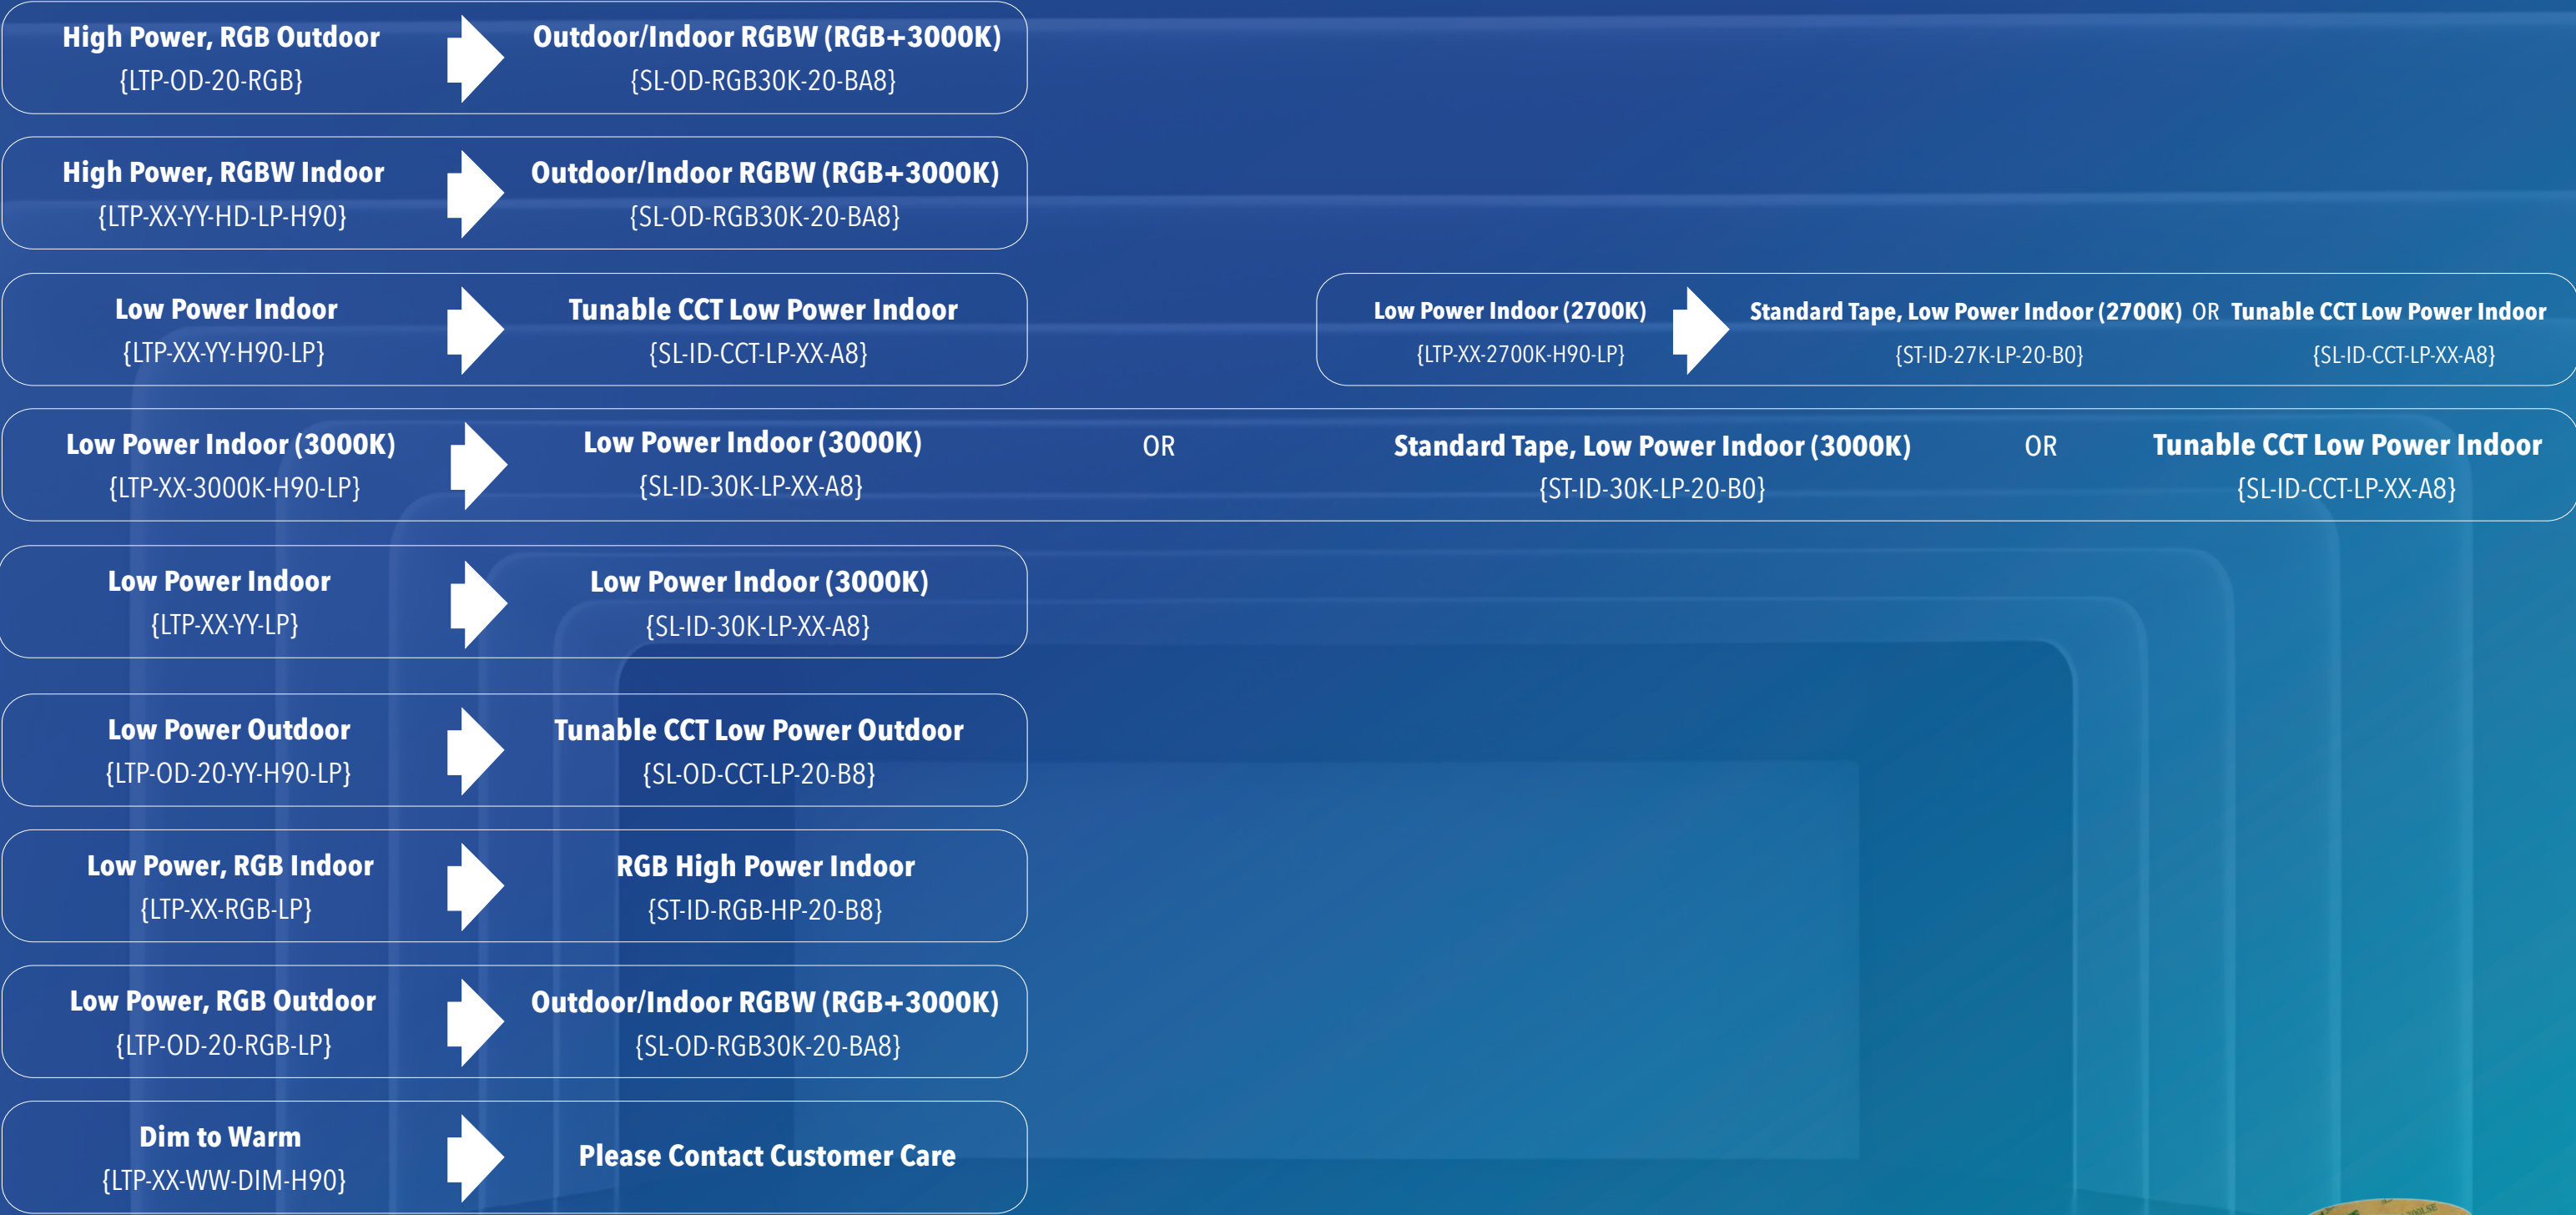 High Power, RGB Outdoor
{LTP-OD-20-RGB}
Outdoor/Indoor RGBW (RGB+3000K)
{SL-OD-RGB30K-20-BA8}
High Power, RGBW Indoor
{LTP-XX-YY-HD-LP-H90}
Outdoor/Indoor RGBW (RGB+3000K)
{SL-OD-RGB30K-20-BA8}
Low Power Indoor
{LTP-XX-YY-H90-LP}
Tunable CCT Low Power Indoor
{SL-ID-CCT-LP-XX-A8}
Low Power Indoor (2700K)
{LTP-XX-2700K-H90-LP}
Standard Tape, Low Power Indoor (2700K) OR Tunable CCT Low Power Indoor
{ST-ID-27K-LP-20-B0}
{SL-ID-CCT-LP-XX-A8}
Low Power Indoor (3000K)
{LTP-XX-3000K-H90-LP}
Low Power Indoor (3000K)
{SL-ID-30K-LP-XX-A8}
OR
Standard Tape, Low Power Indoor (3000K)
{ST-ID-30K-LP-20-B0}
OR
Tunable CCT Low Power Indoor
{SL-ID-CCT-LP-XX-A8}
Low Power Indoor
{LTP-XX-YY-LP}
Low Power Indoor (3000K)
{SL-ID-30K-LP-XX-A8}
Low Power Outdoor
{LTP-OD-20-YY-H90-LP}
Tunable CCT Low Power Outdoor
{SL-OD-CCT-LP-20-B8}
Low Power, RGB Indoor
{LTP-XX-RGB-LP}
RGB High Power Indoor
{ST-ID-RGB-HP-20-B8}
Low Power, RGB Outdoor
{LTP-OD-20-RGB-LP}
Outdoor/Indoor RGBW (RGB+3000K)
{SL-OD-RGB30K-20-BA8}
Dim to Warm
{LTP-XX-WW-DIM-H90}
Please Contact Customer Care